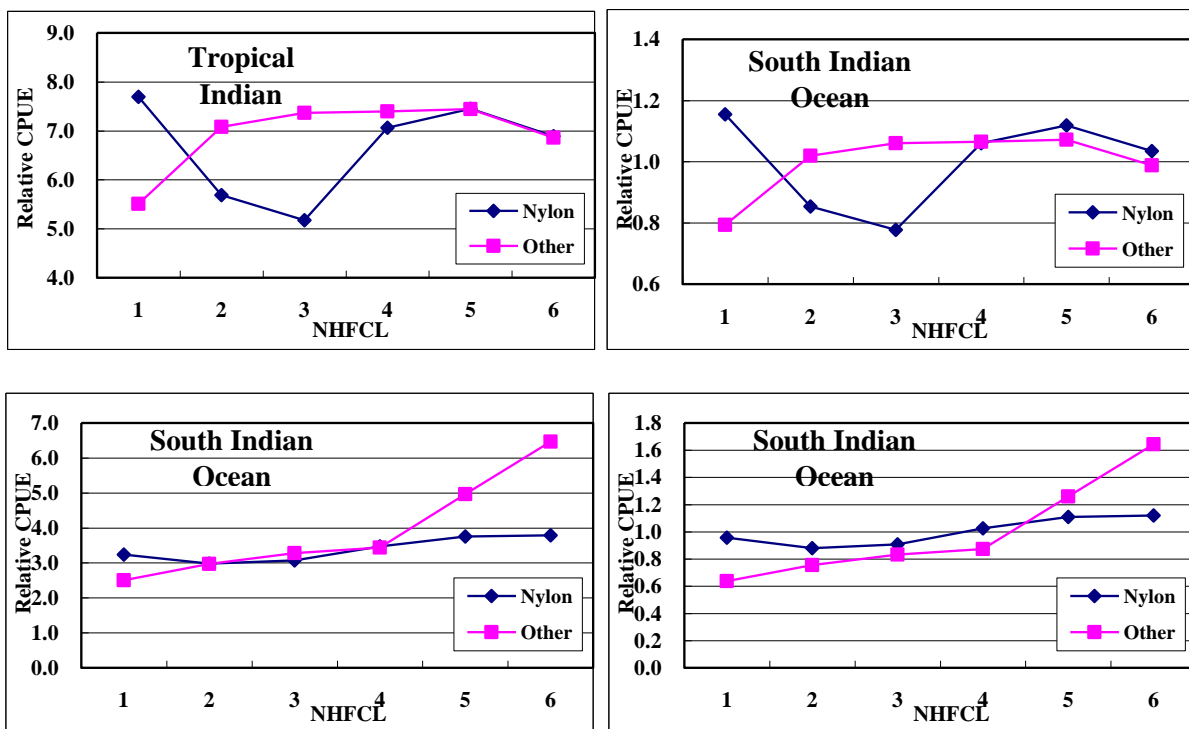 9.0
8.0
7.0
6.0
5.0
4.0
Relative CPUE
Tropical
Indian
Nylon
Other
1 2 3 4 5 6
NHFCL
1.4
1.2
1.0
0.8
0.6
Relative CPUE
South Indian
Ocean
Nylon
Other
1 2 3 4 5 6
NHFCL
7.0
6.0
5.0
4.0
3.0
2.0
1.0
0.0
Relative CPUE
South Indian
Ocean
Nylon
Other
1 2 3 4 5 6
NHFCL
1.8
1.6
1.4
1.2
1.0
0.8
0.6
0.4
0.2
0.0
Relative CPUE
South Indian
Ocean
Nylon
Other
1 2 3 4 5 6
NHFCL